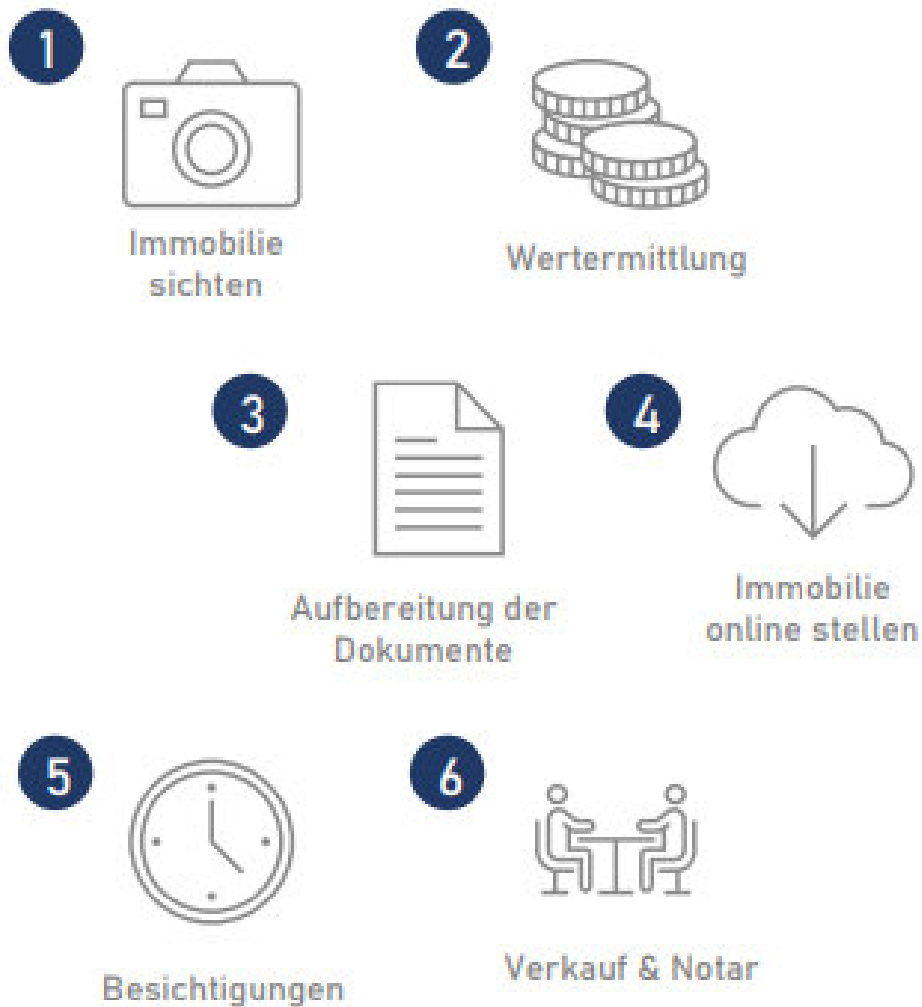 1
Immobilie
sichten
2
Wertermittlung
3
Aufbereitung der
Dokumente
4
Immobilie
online stellen
5
Besichtigungen
6
Verkauf & Notar